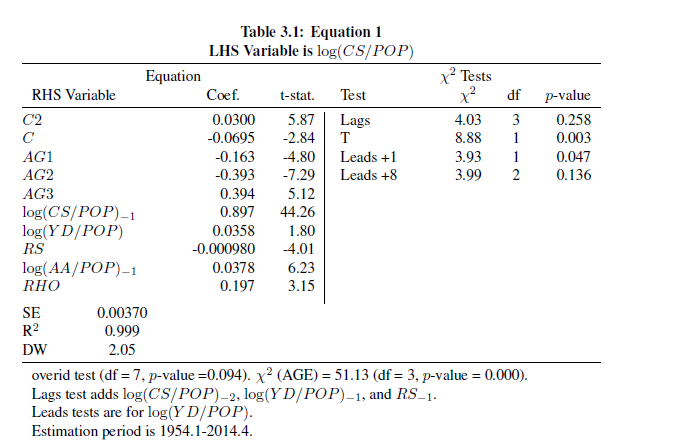 Table 3.1: Equation 1
LHS Variable is log(CS/POP)
Equation χ² Tests
RHS Variable Coef. t-stat. Test χ² df p-value
C2 0.0300 5.87 Lags 4.03 3 0.258
C -0.0695 -2.84 T 8.88 1 0.003
AG1 -0.163 -4.80 Leads +1 3.93 1 0.047
AG2 -0.393 -7.29 Leads +8 3.99 2 0.136
AG3 0.394 5.12
log(CS/POP)₋₁ 0.897 44.26
log(YD/POP) 0.0358 1.80
RS -0.000980 -4.01
log(AA/POP)₋₁ 0.0378 6.23
RHO 0.197 3.15
SE 0.00370
R² 0.999
DW 2.05
overid test (df = 7, p-value =0.094). χ² (AGE) = 51.13 (df = 3, p-value = 0.000).
Lags test adds log(CS/POP)₋₂, log(YD/POP)₋₁, and RS₋₁.
Leads tests are for log(YD/POP).
Estimation period is 1954.1-2014.4.